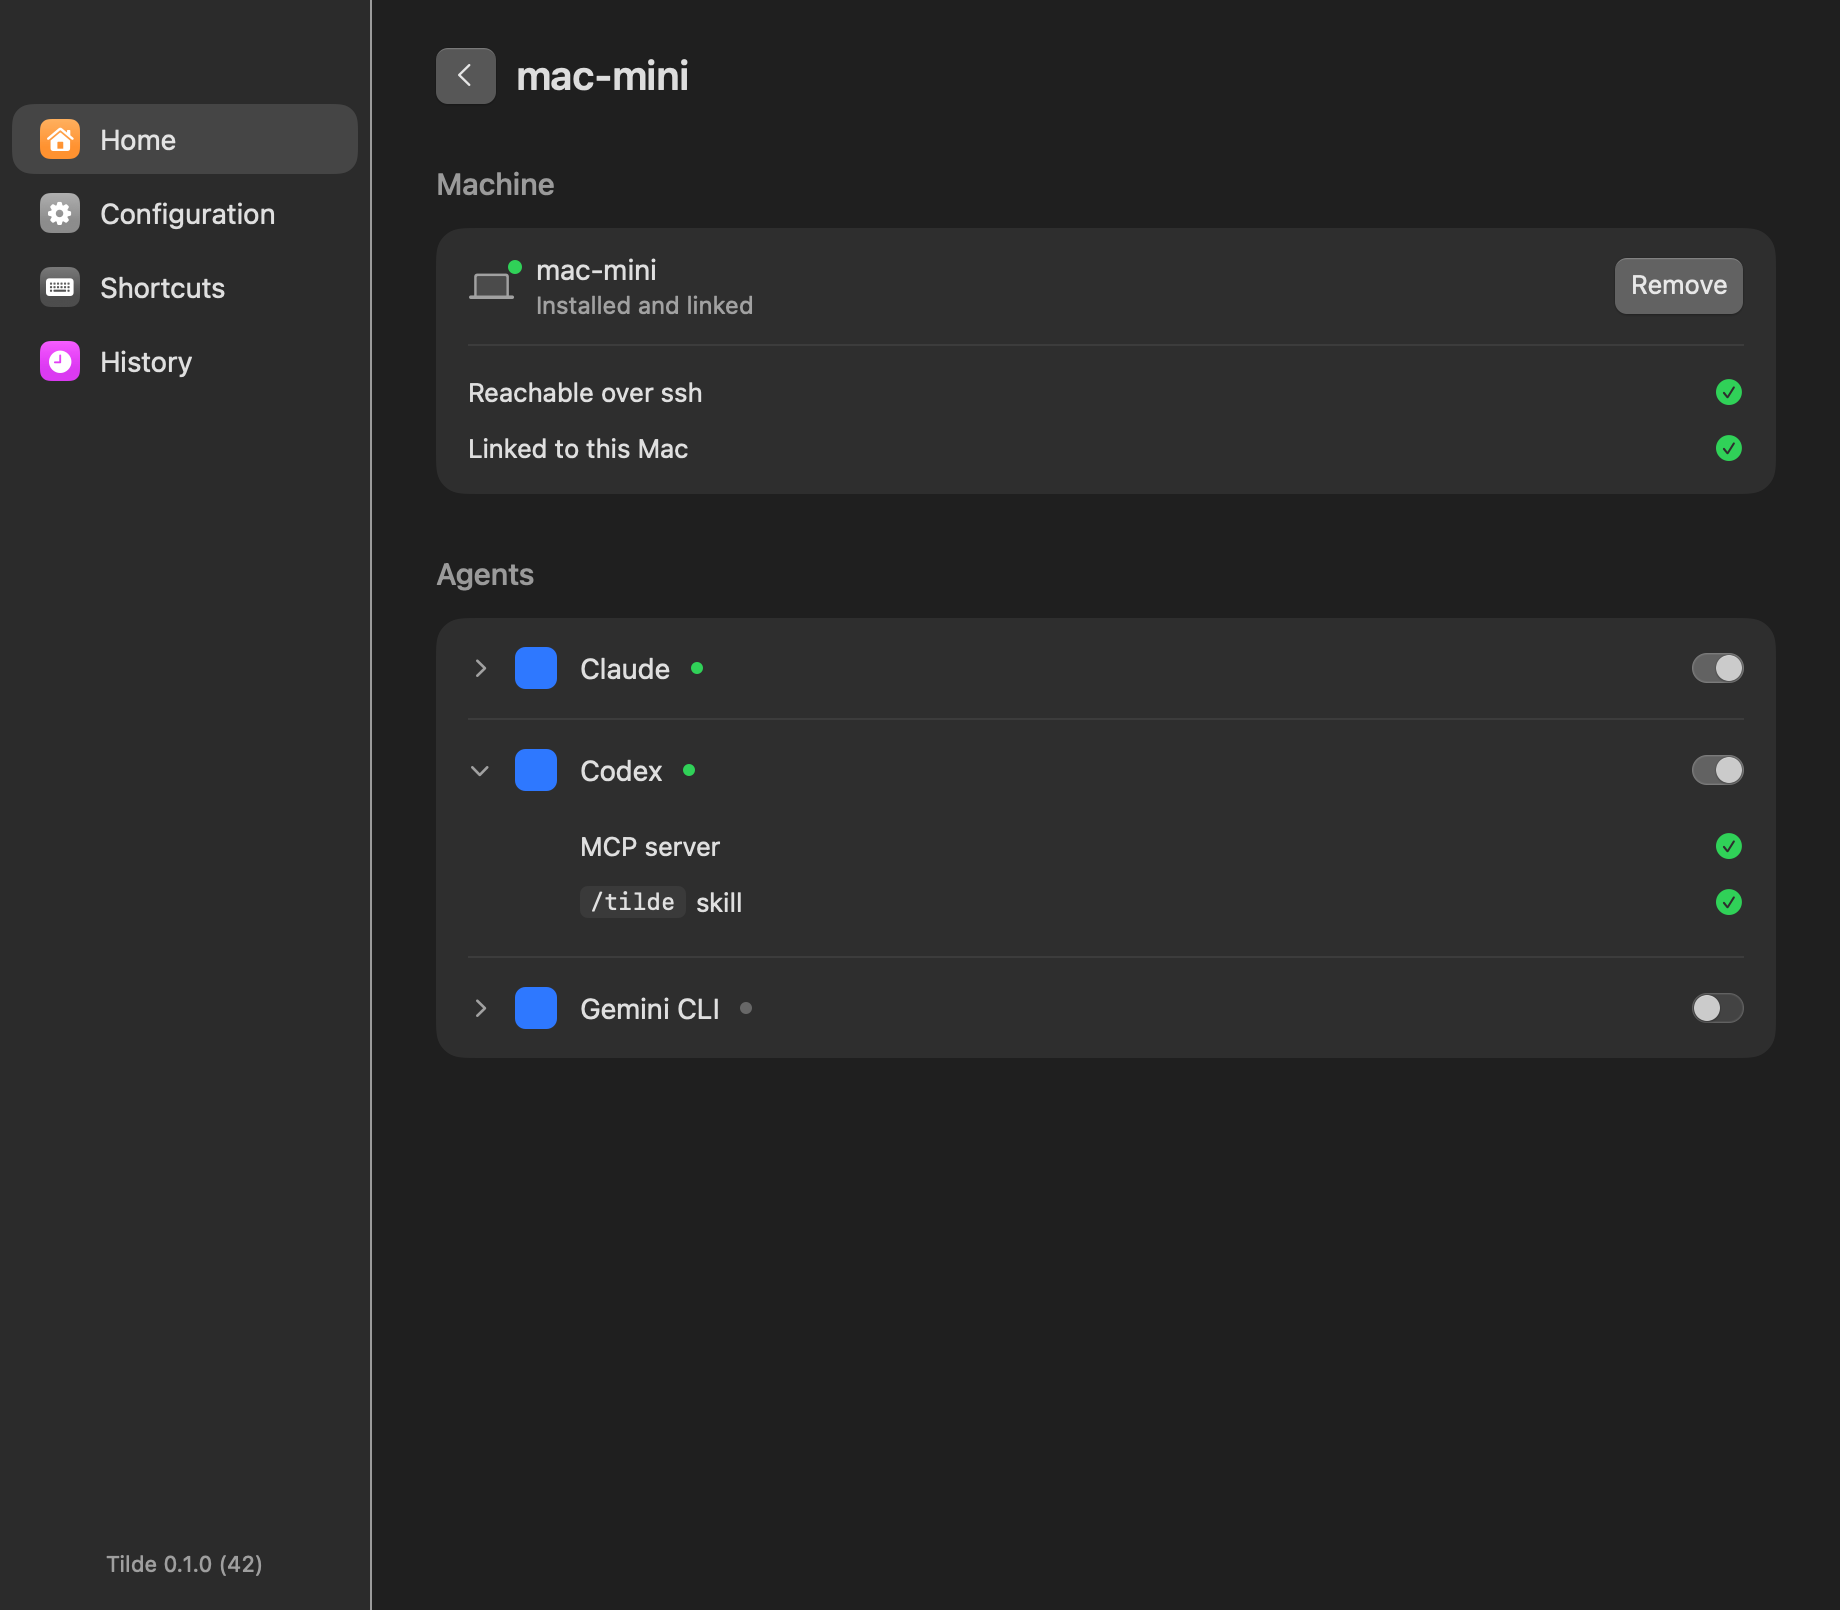 mac-mini
Home
Configuration
Shortcuts
History
Machine
mac-mini
Installed and linked
Remove
Reachable over ssh
Linked to this Mac
Agents
Claude
Codex
MCP server
/tilde skill
Gemini CLI
Tilde 0.1.0 (42)